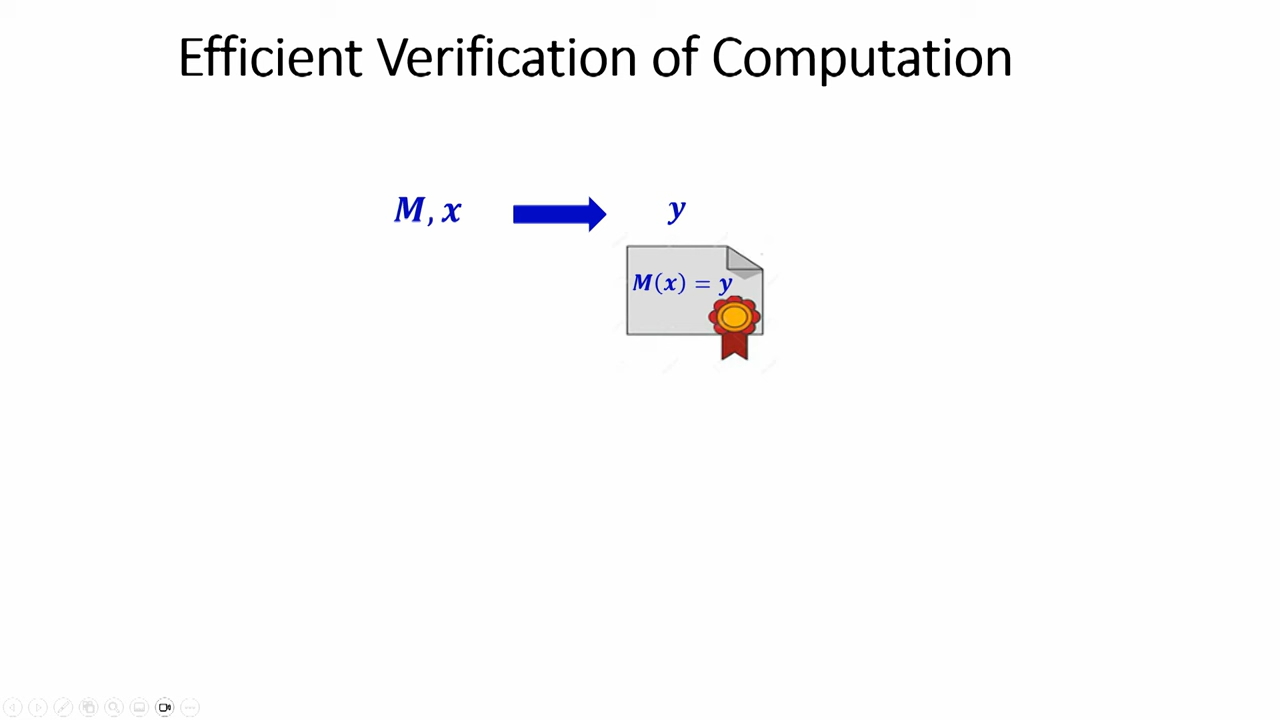 Efficient Verification of Computation
M, x
y
M(x) = y